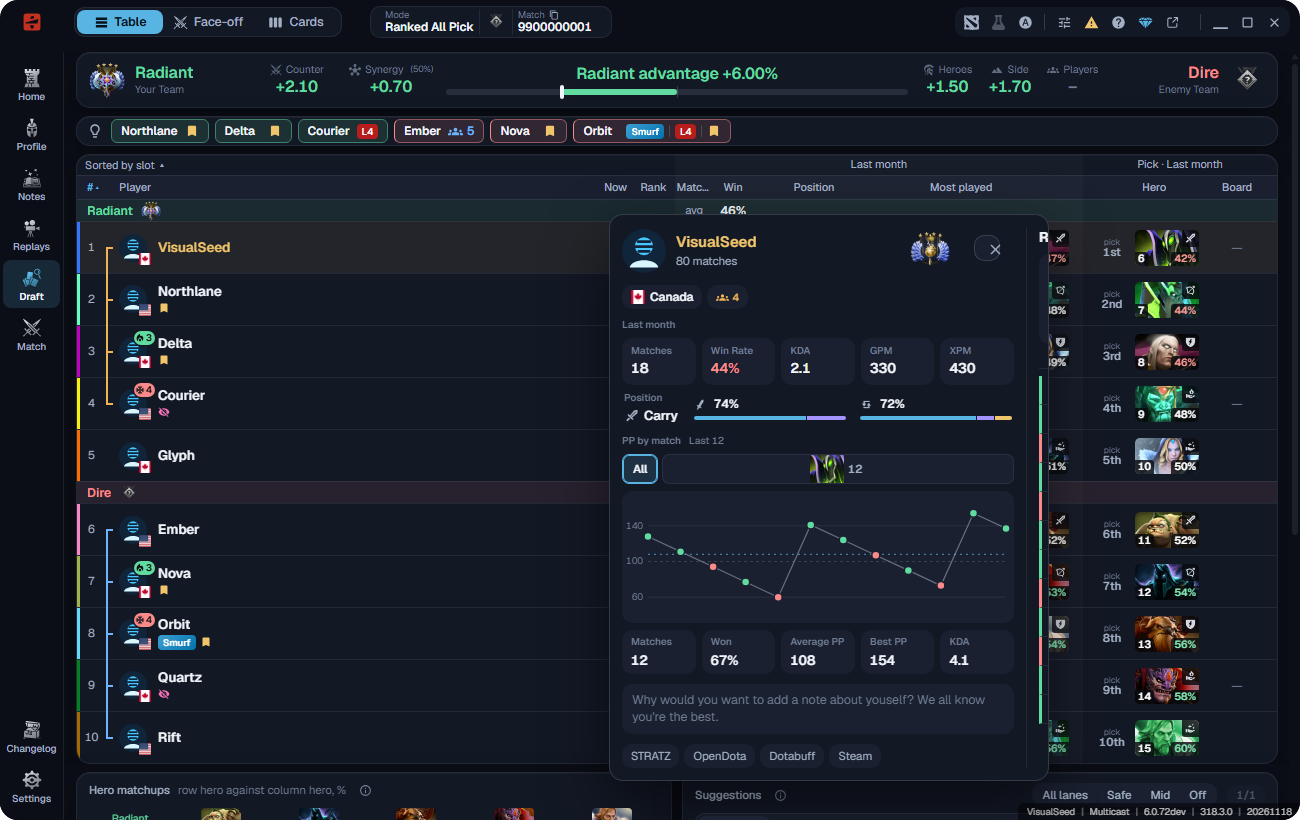 Table
Face-off
Cards
Mode
Ranked All Pick
Match
9900000001
Home
Profile
Notes
Replays
Draft
Match
Changelog
Settings
Radiant
Your Team
Counter
+2.10
Synergy (50%)
+0.70
Radiant advantage +6.00%
Heroes
+1.50
Side
+1.70
Players
–
Dire
Enemy Team
Northlane
Delta
Courier L4
Ember 5
Nova
Orbit Smurf L4
Sorted by slot
Last month
Pick · Last month
# Player Now Rank Matc... Win Position Most played Hero Board
Radiant
avg 46%
1 VisualSeed
2 Northlane
3 Delta 3
4 Courier 4
5 Glyph
Dire
6 Ember
7 Nova 3
8 Orbit 4
Smurf
9 Quartz
10 Rift
VisualSeed
80 matches
Canada
4
Last month
Matches
18
Win Rate
44%
KDA
2.1
GPM
330
XPM
430
Position
Carry
74%
72%
PP by match Last 12
All
12
140
100
60
Matches
12
Won
67%
Average PP
108
Best PP
154
KDA
4.1
Why would you want to add a note about youself? We all know
you're the best.
STRATZ
OpenDota
Dotabuff
Steam
pick
1st
6 42%
—
pick
2nd
7 44%
pick
3rd
8 46%
pick
4th
9 48%
—
pick
5th
10 50%
pick
6th
11 52%
pick
7th
12 54%
pick
8th
13 56%
pick
9th
14 58%
—
pick
10th
15 60%
Hero matchups row hero against column hero, %
Radiant
Suggestions
All lanes Safe Mid Off 1/1
VisualSeed | Multicast | 6.0.72dev | 318.3.0 | 20261118